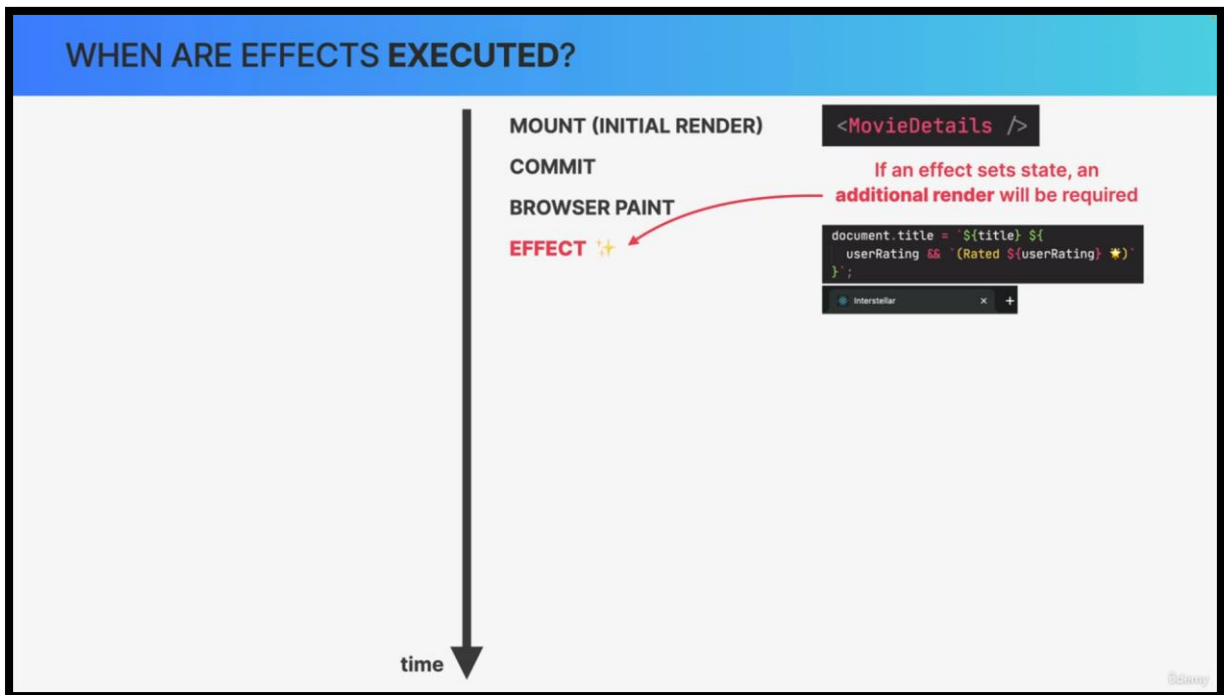 WHEN ARE EFFECTS EXECUTED?
MOUNT (INITIAL RENDER)
<MovieDetails />
COMMIT
If an effect sets state, an
additional render will be required
BROWSER PAINT
EFFECT ✨
document.title = `${title} ${
userRating && `(Rated ${userRating} 🌟)`
}`;
Interstellar × +
time
Udemy